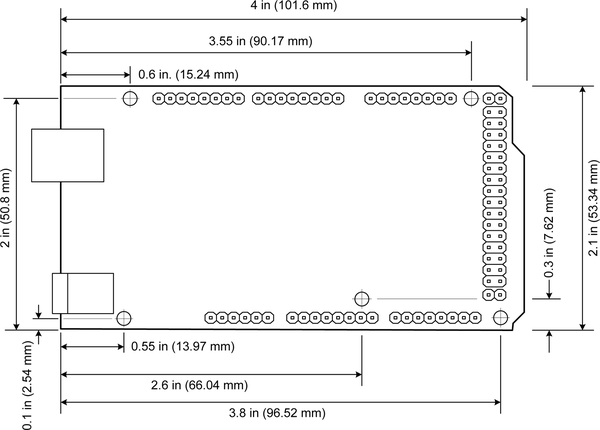 4 in (101.6 mm)
3.55 in (90.17 mm)
0.6 in. (15.24 mm)
2 in (50.8 mm)
2.1 in (53.34 mm)
0.3 in (7.62 mm)
0.1 in (2.54 mm)
0.55 in (13.97 mm)
2.6 in (66.04 mm)
3.8 in (96.52 mm)